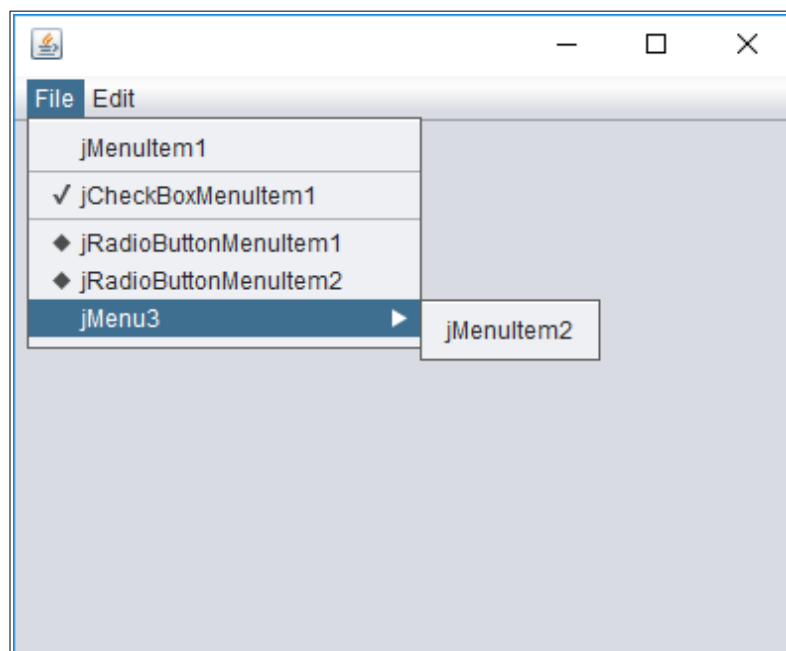 File Edit
jMenuItem1
jCheckBoxMenuItem1
jRadioButtonMenuItem1
jRadioButtonMenuItem2
jMenu3
jMenuItem2